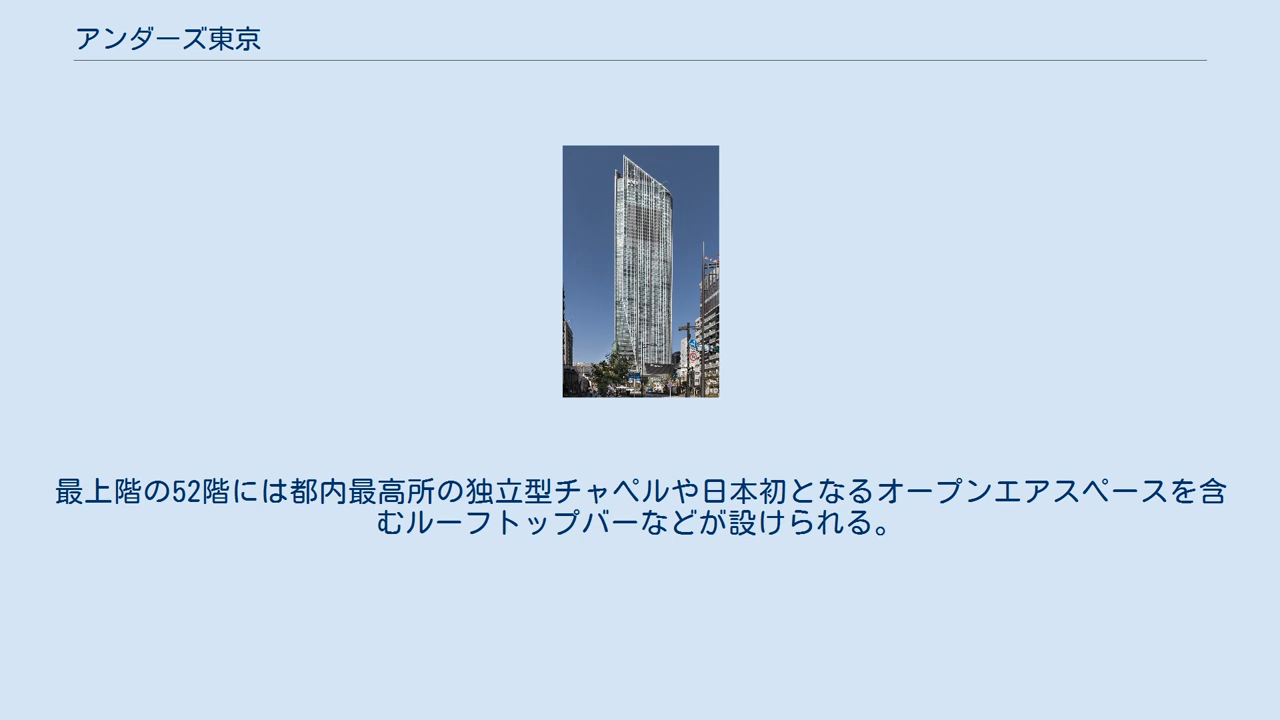 アンダーズ東京
最上階の52階には都内最高所の独立型チャペルや日本初となるオープンエアスペースを含
むルーフトップバーなどが設けられる。